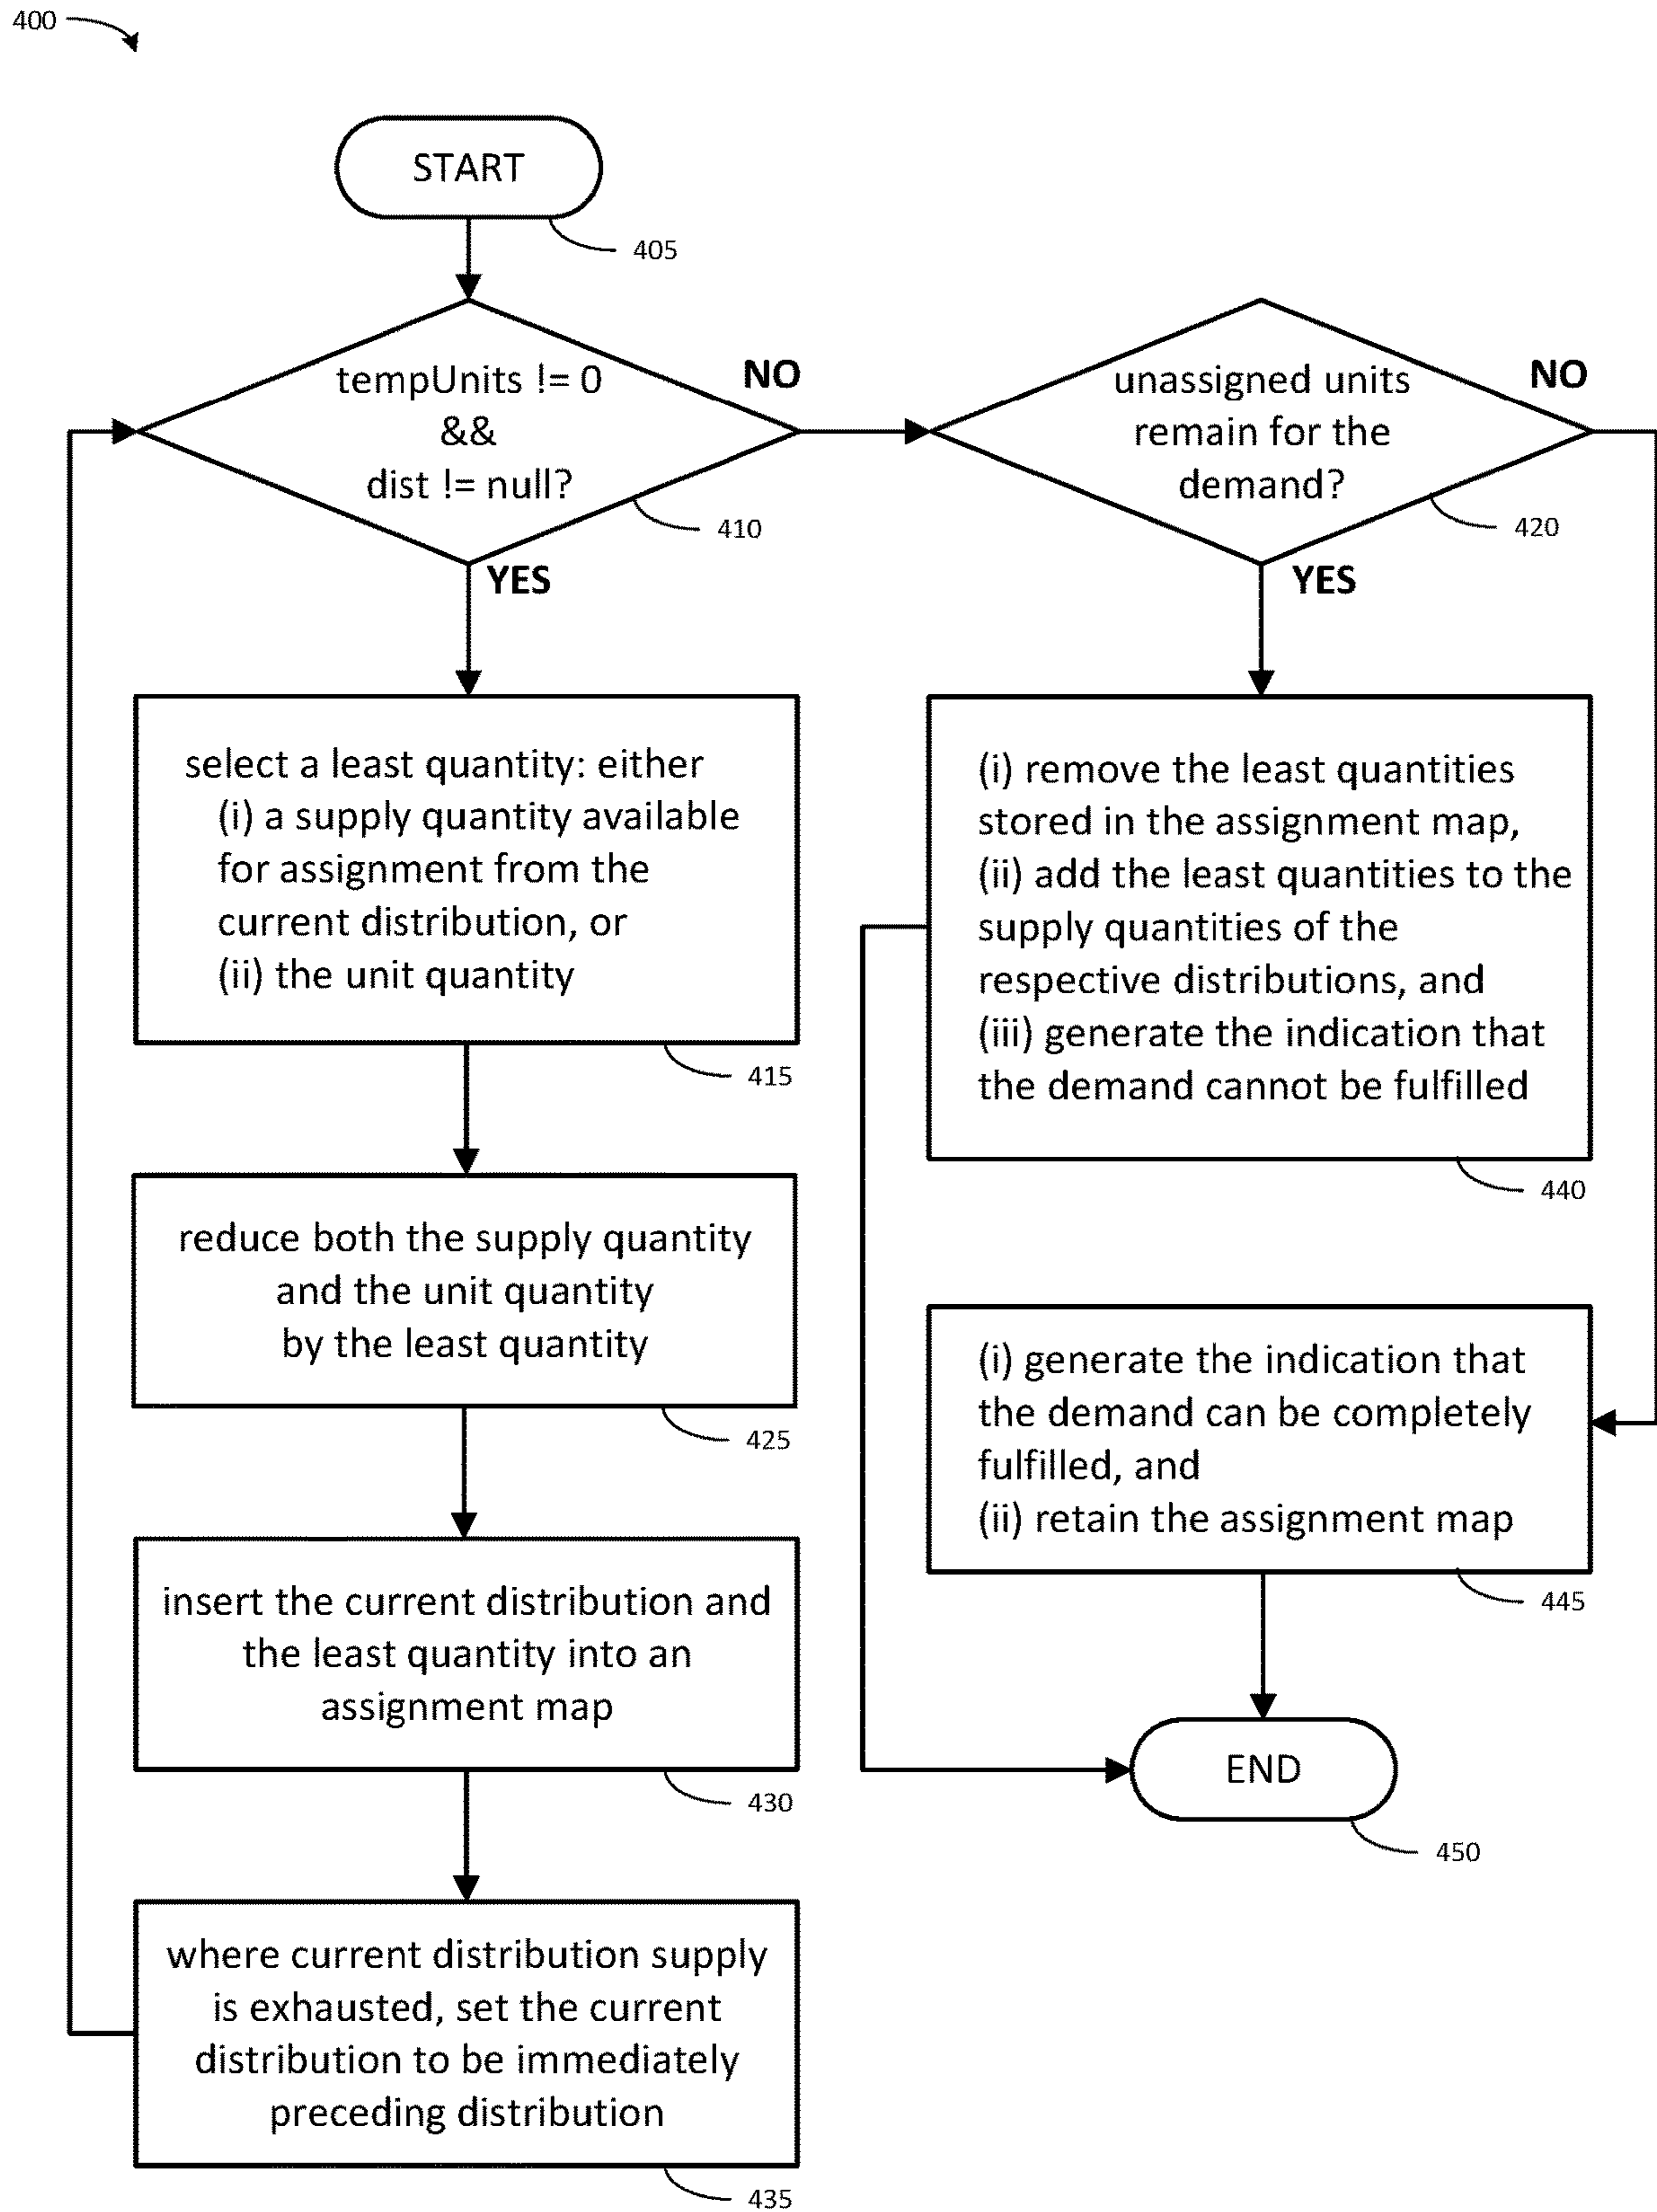 400
START
405
tempUnits != 0
&&
dist != null?
NO
410
YES
unassigned units
remain for the
demand?
NO
420
YES
select a least quantity: either
(i) a supply quantity available
for assignment from the
current distribution, or
(ii) the unit quantity
415
reduce both the supply quantity
and the unit quantity
by the least quantity
425
insert the current distribution and
the least quantity into an
assignment map
430
where current distribution supply
is exhausted, set the current
distribution to be immediately
preceding distribution
435
(i) remove the least quantities
stored in the assignment map,
(ii) add the least quantities to the
supply quantities of the
respective distributions, and
(iii) generate the indication that
the demand cannot be fulfilled
440
(i) generate the indication that
the demand can be completely
fulfilled, and
(ii) retain the assignment map
445
END
450